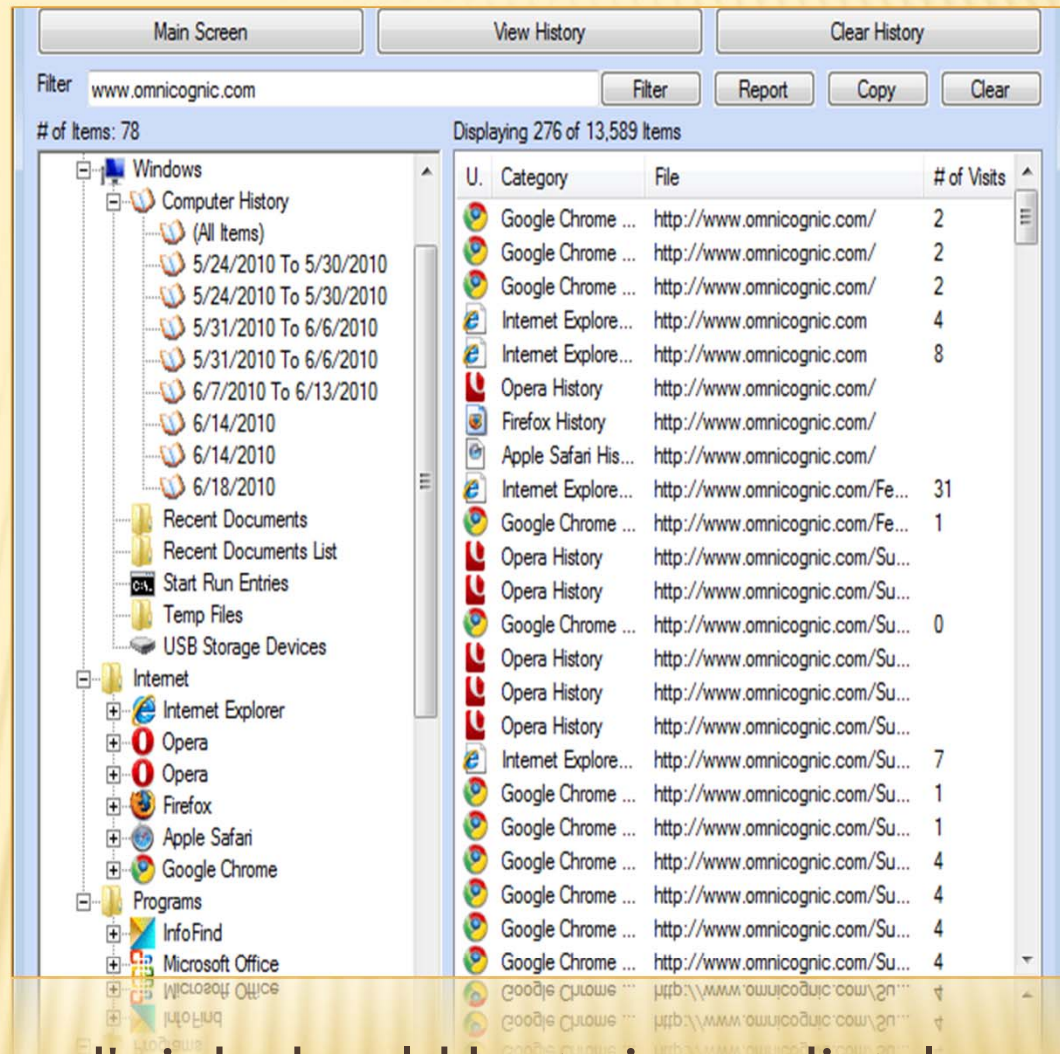 Main Screen View History Clear History
Filter www.omnicognic.com Filter Report Copy Clear
# of Items: 78
Windows
Computer History
(All Items)
5/24/2010 To 5/30/2010
5/24/2010 To 5/30/2010
5/31/2010 To 6/6/2010
5/31/2010 To 6/6/2010
6/7/2010 To 6/13/2010
6/14/2010
6/14/2010
6/18/2010
Recent Documents
Recent Documents List
Start Run Entries
Temp Files
USB Storage Devices
Internet
Internet Explorer
Opera
Opera
Firefox
Apple Safari
Google Chrome
Programs
InfoFind
Microsoft Office
Displaying 276 of 13,589 Items
U. Category File # of Visits
Google Chrome ... http://www.omnicognic.com/ 2
Google Chrome ... http://www.omnicognic.com/ 2
Google Chrome ... http://www.omnicognic.com/ 2
Internet Explore... http://www.omnicognic.com 4
Internet Explore... http://www.omnicognic.com 8
Opera History http://www.omnicognic.com/
Firefox History http://www.omnicognic.com/
Apple Safari His... http://www.omnicognic.com/
Internet Explore... http://www.omnicognic.com/Fe... 31
Google Chrome ... http://www.omnicognic.com/Fe... 1
Opera History http://www.omnicognic.com/Su...
Opera History http://www.omnicognic.com/Su...
Google Chrome ... http://www.omnicognic.com/Su... 0
Opera History http://www.omnicognic.com/Su...
Opera History http://www.omnicognic.com/Su...
Opera History http://www.omnicognic.com/Su...
Internet Explore... http://www.omnicognic.com/Su... 7
Google Chrome ... http://www.omnicognic.com/Su... 1
Google Chrome ... http://www.omnicognic.com/Su... 1
Google Chrome ... http://www.omnicognic.com/Su... 4
Google Chrome ... http://www.omnicognic.com/Su... 4
Google Chrome ... http://www.omnicognic.com/Su... 4
Google Chrome ... http://www.omnicognic.com/Su... 4